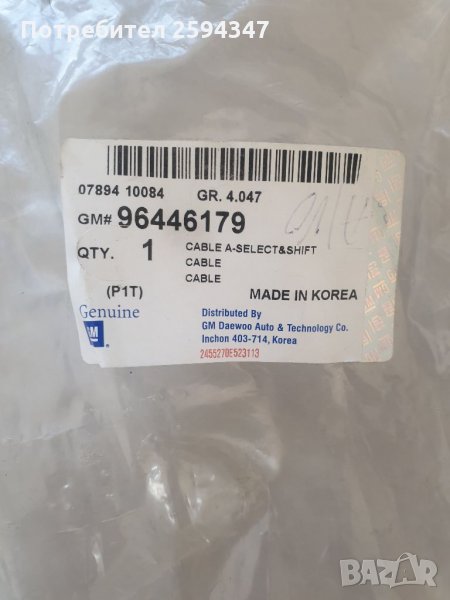 Потребител 2594347
07894 10084 GR. 4.047
GM# 96446179
QTY. 1 CABLE A-SELECT&SHIFT
CABLE
CABLE
(P1T) MADE IN KOREA
Genuine
GM
Distributed By
GM Daewoo Auto & Technology Co.
Inchon 403-714, Korea
2455270E523113
BAZAR